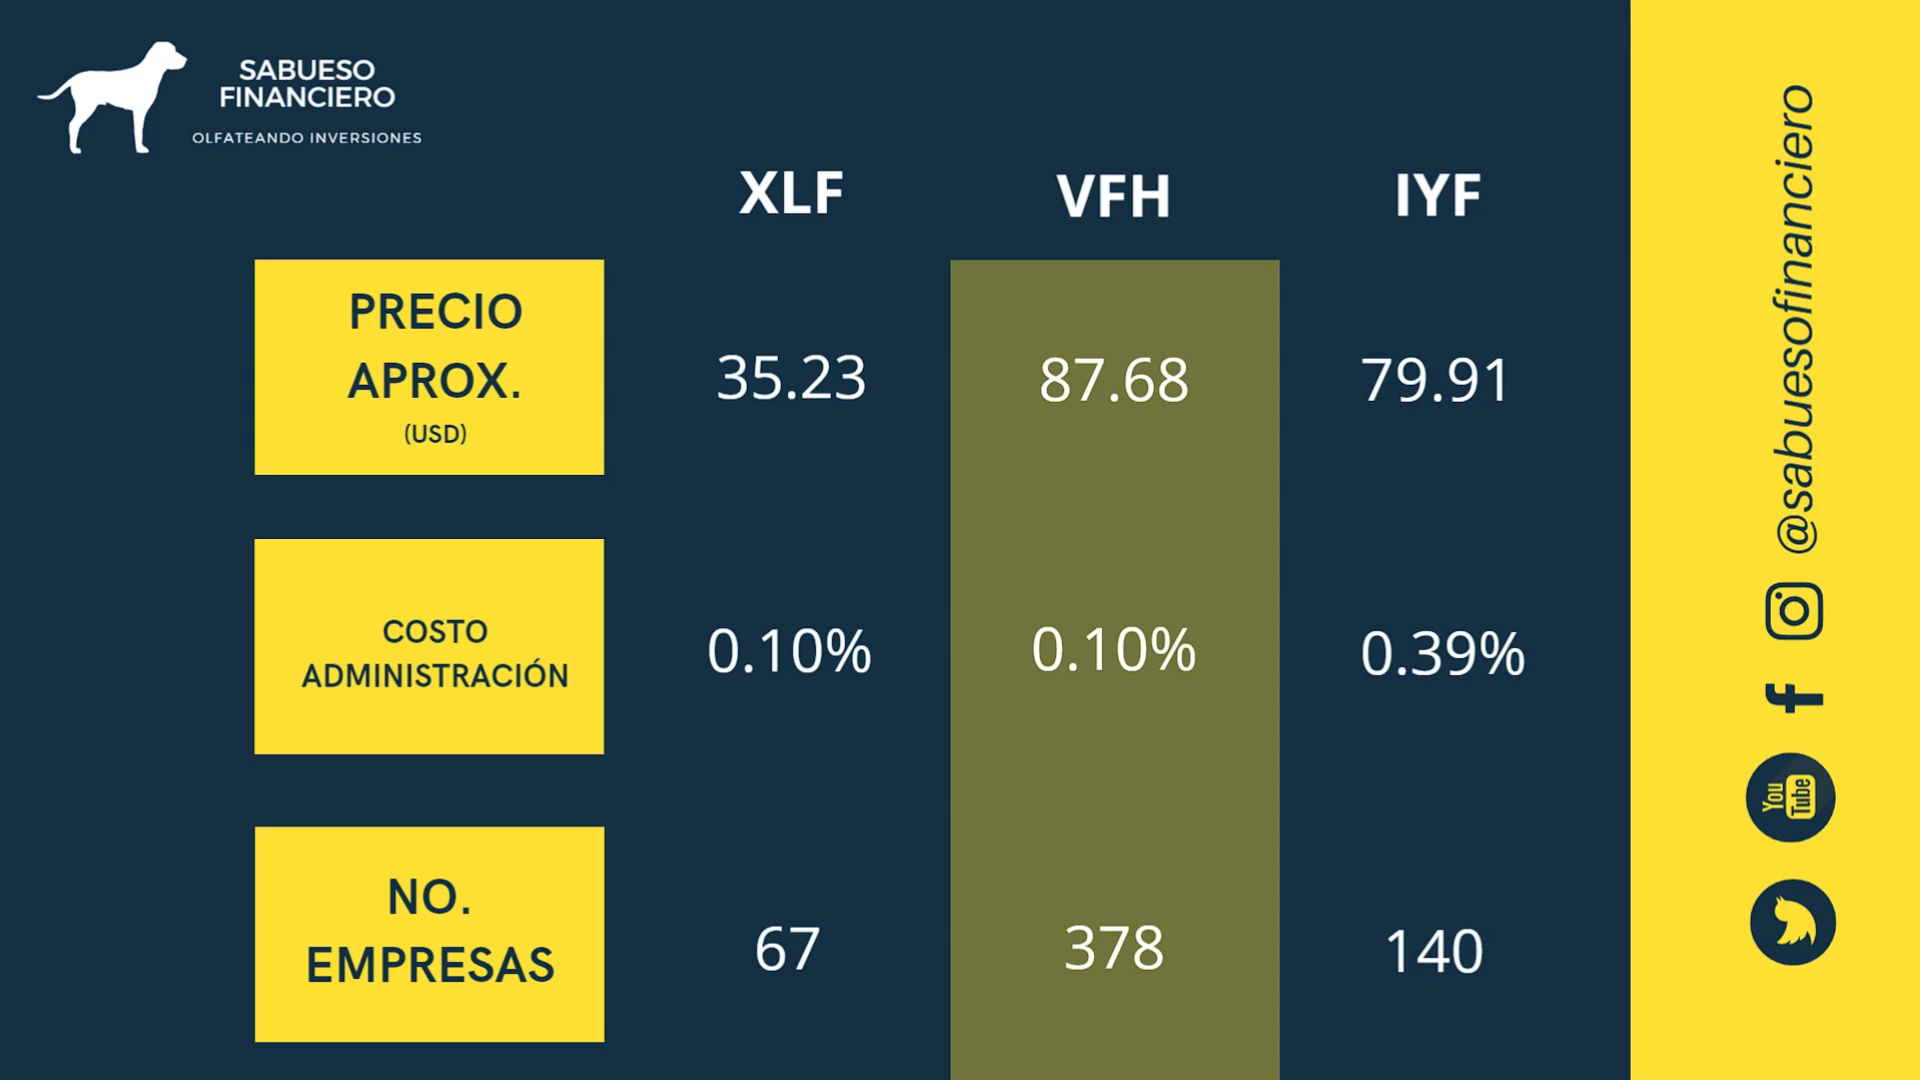 SABUESO
FINANCIERO
OLFATEANDO INVERSIONES
XLF VFH IYF
PRECIO
APROX.
(USD)
35.23 87.68 79.91
COSTO
ADMINISTRACIÓN
0.10% 0.10% 0.39%
NO.
EMPRESAS
67 378 140
@sabuesofinanciero
You
Tube